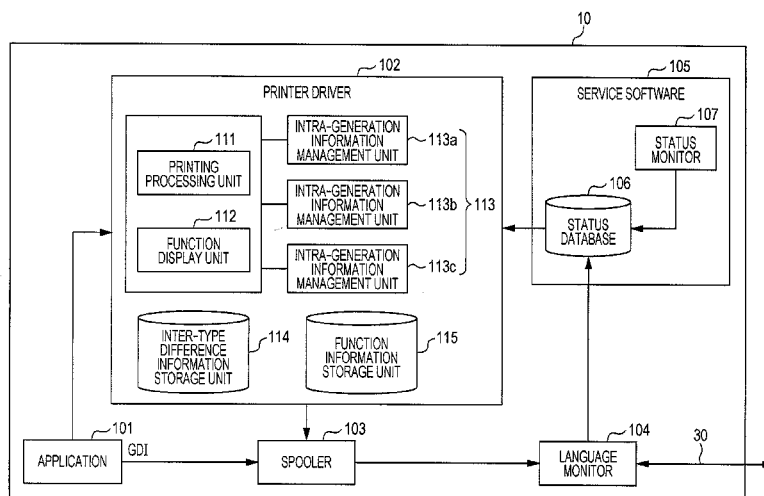 10
102
PRINTER DRIVER
111
PRINTING
PROCESSING UNIT
112
FUNCTION
DISPLAY UNIT
INTRA-GENERATION
INFORMATION
MANAGEMENT UNIT
113a
INTRA-GENERATION
INFORMATION
MANAGEMENT UNIT
113b
113
INTRA-GENERATION
INFORMATION
MANAGEMENT UNIT
113c
INTER-TYPE
DIFFERENCE
INFORMATION
STORAGE UNIT
114
FUNCTION
INFORMATION
STORAGE UNIT
115
105
SERVICE SOFTWARE
107
STATUS
MONITOR
106
STATUS
DATABASE
101
APPLICATION
GDI
103
SPOOLER
104
LANGUAGE
MONITOR
30